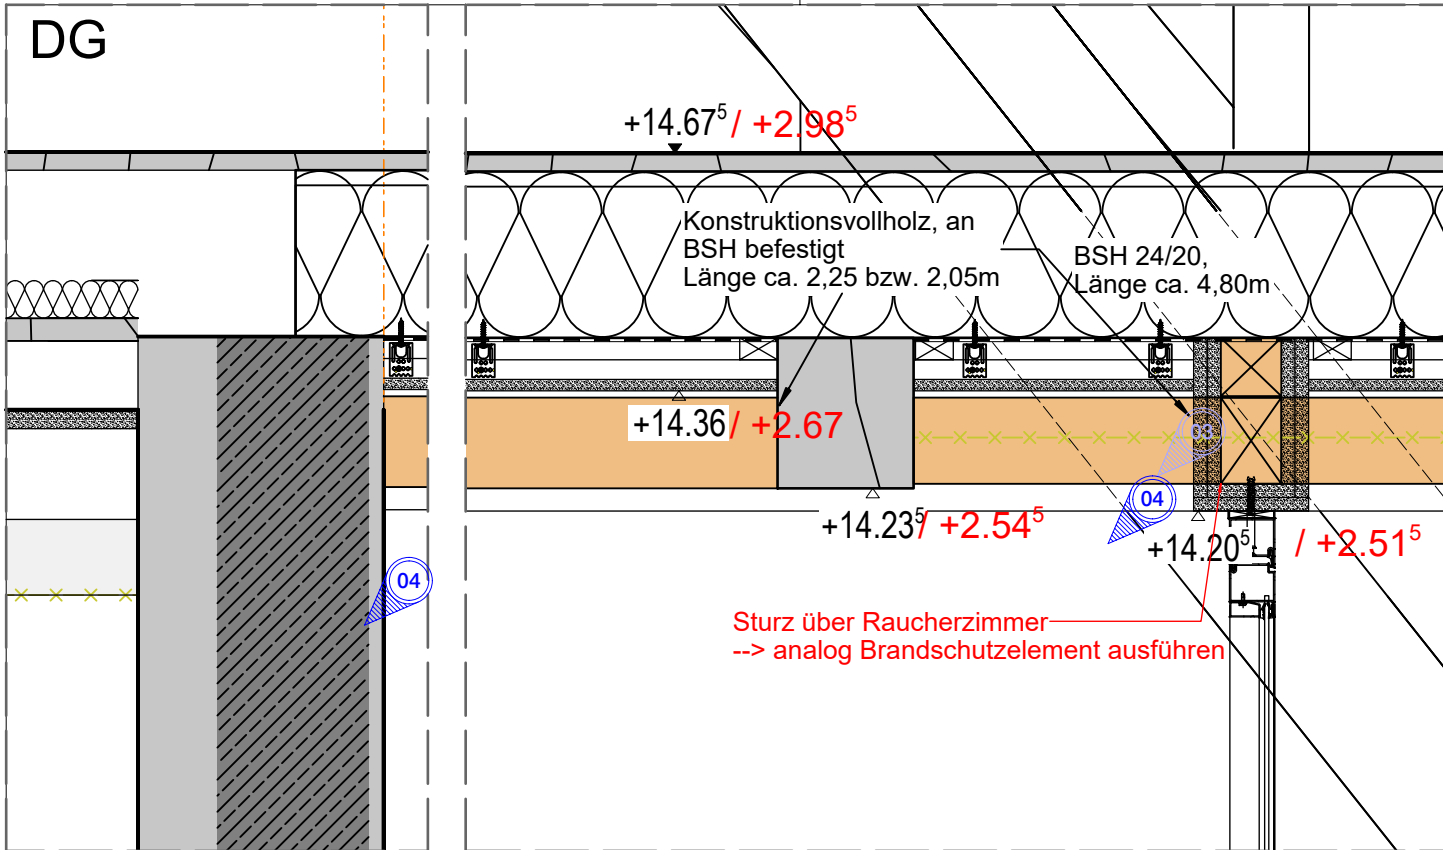 DG
+14.67⁵ / +2.98⁵
Konstruktionsvollholz, an
BSH befestigt
Länge ca. 2,25 bzw. 2,05m
BSH 24/20,
Länge ca. 4,80m
+14.36 / +2.67
03
04
+14.23⁵ / +2.54⁵
+14.20⁵ / +2.51⁵
04
Sturz über Raucherzimmer
--> analog Brandschutzelement ausführen